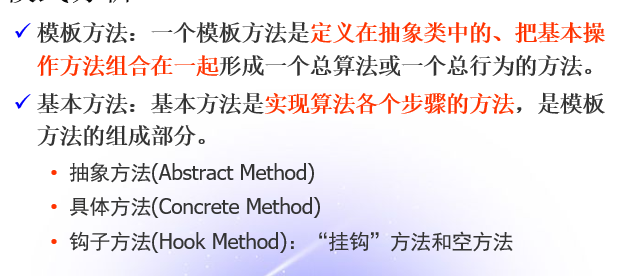 模板方法：一个模板方法是定义在抽象类中的、把基本操
作方法组合在一起形成一个总算法或一个总行为的方法。
基本方法：基本方法是实现算法各个步骤的方法，是模板
方法的组成部分。
抽象方法(Abstract Method)
具体方法(Concrete Method)
钩子方法(Hook Method)：“挂钩”方法和空方法